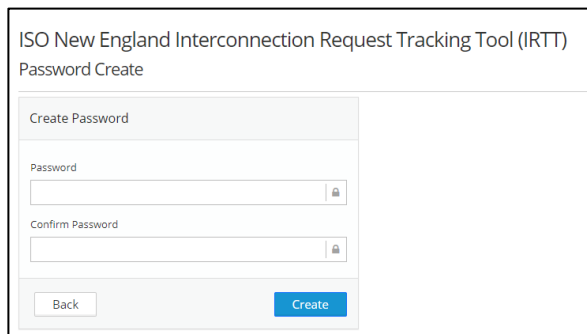 ISO New England Interconnection Request Tracking Tool (IRTT)
Password Create
Create Password
Password
Confirm Password
Back Create